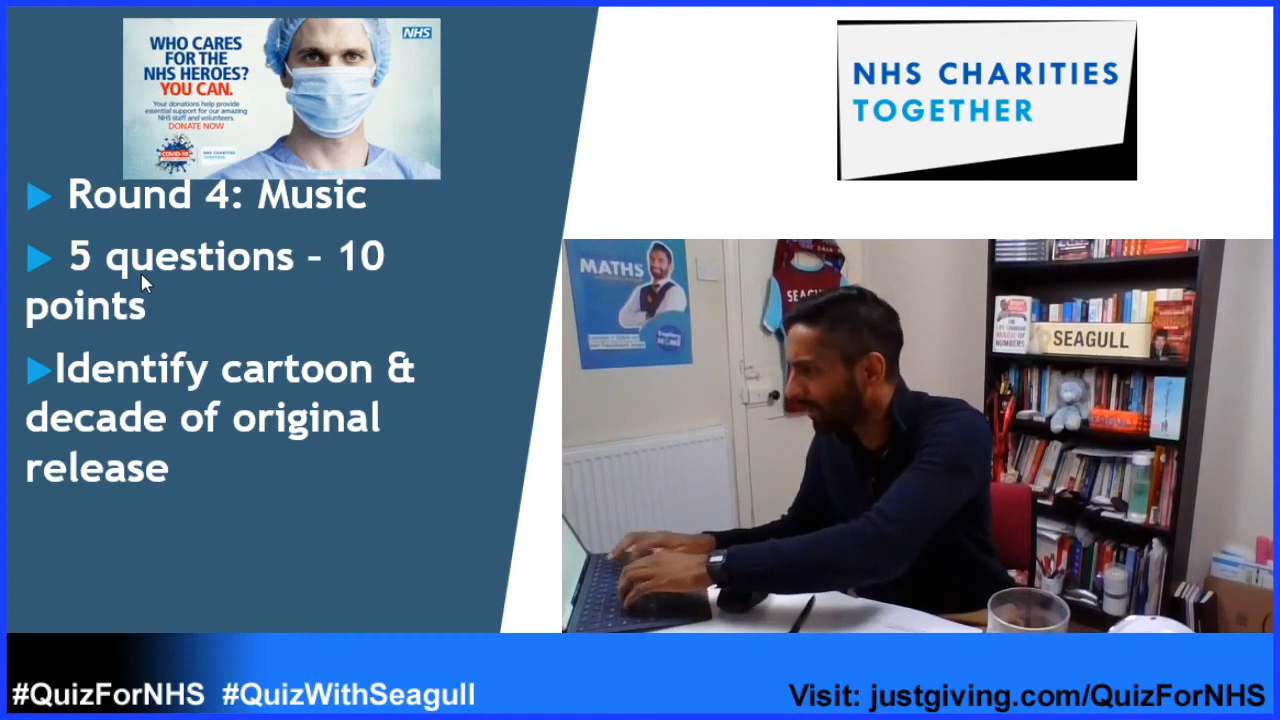 WHO CARES
FOR THE
NHS HEROES?
YOU CAN.
Your donations help provide
essential support for our amazing
NHS staff and volunteers.
DONATE NOW
COVID-19
NHS
NHS CHARITIES
TOGETHER
Round 4: Music
5 questions – 10
points
Identify cartoon &
decade of original
release
MATHS
SEAGULL
#QuizForNHS #QuizWithSeagull
Visit: justgiving.com/QuizForNHS